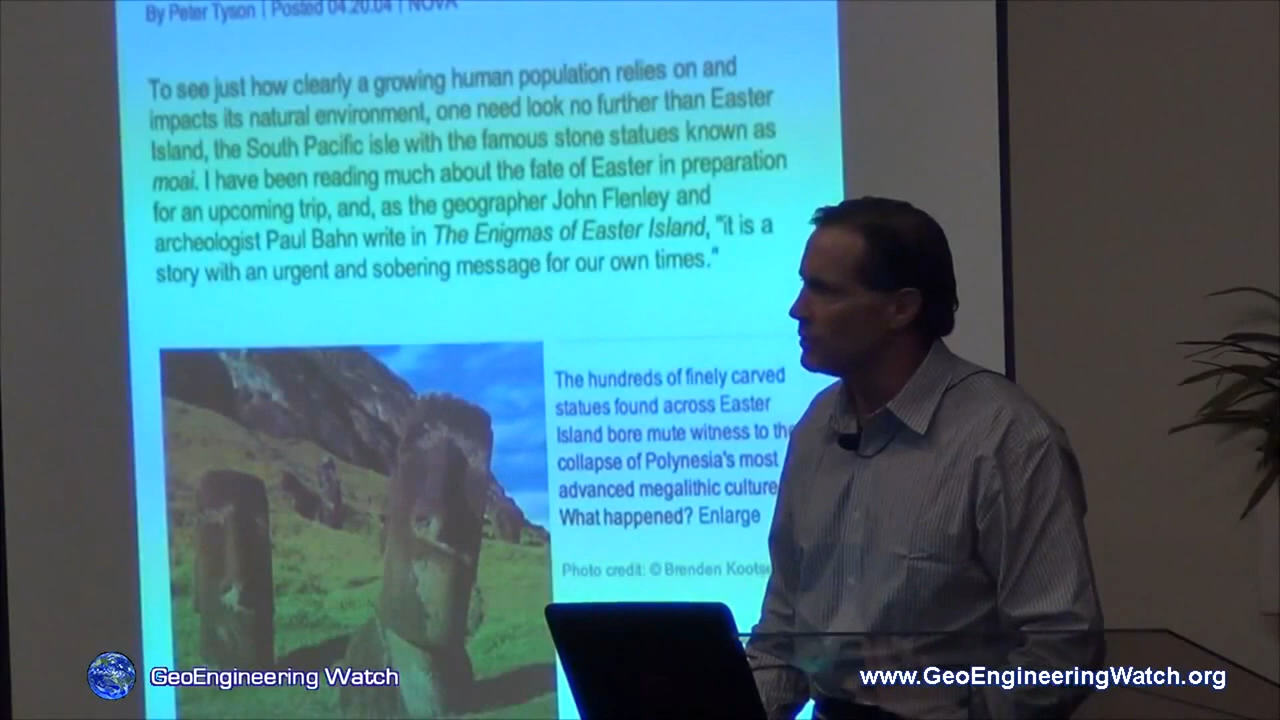 By Peter Tyson | Posted 04.20.04 | NOVA
To see just how clearly a growing human population relies on and
impacts its natural environment, one need look no further than Easter
Island, the South Pacific isle with the famous stone statues known as
moai. I have been reading much about the fate of Easter in preparation
for an upcoming trip, and, as the geographer John Flenley and
archeologist Paul Bahn write in The Enigmas of Easter Island, "it is a
story with an urgent and sobering message for our own times."
The hundreds of finely carved
statues found across Easter
Island bore mute witness to the
collapse of Polynesia's most
advanced megalithic culture
What happened? Enlarge
Photo credit: © Brenden
GeoEngineering Watch
www.GeoEngineeringWatch.org